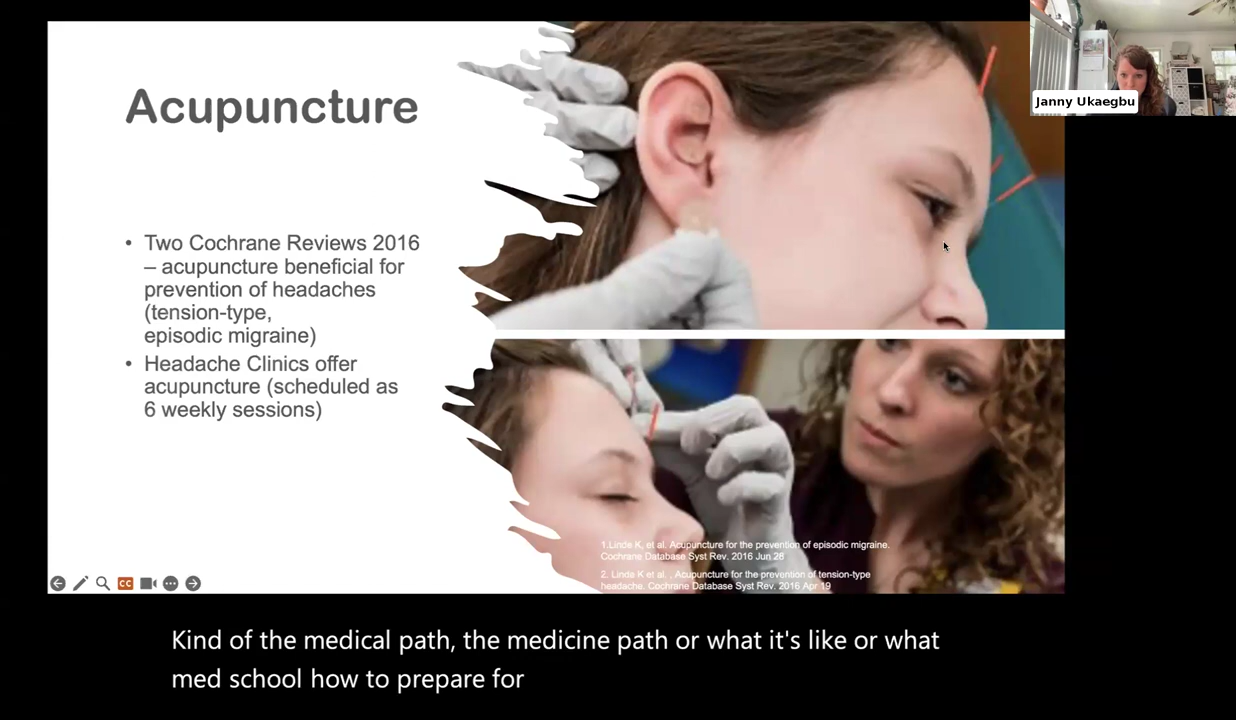 Acupuncture
• Two Cochrane Reviews 2016
– acupuncture beneficial for
prevention of headaches
(tension-type,
episodic migraine)
• Headache Clinics offer
acupuncture (scheduled as
6 weekly sessions)
Janny Ukaegbu
1.Linde K, et al. Acupuncture for the prevention of episodic migraine.
Cochrane Database Syst Rev. 2016 Jun 28
2. Linde K et al. , Acupuncture for the prevention of tension-type
headache. Cochrane Database Syst Rev. 2016 Apr 19
CC
Kind of the medical path, the medicine path or what it's like or what
med school how to prepare for